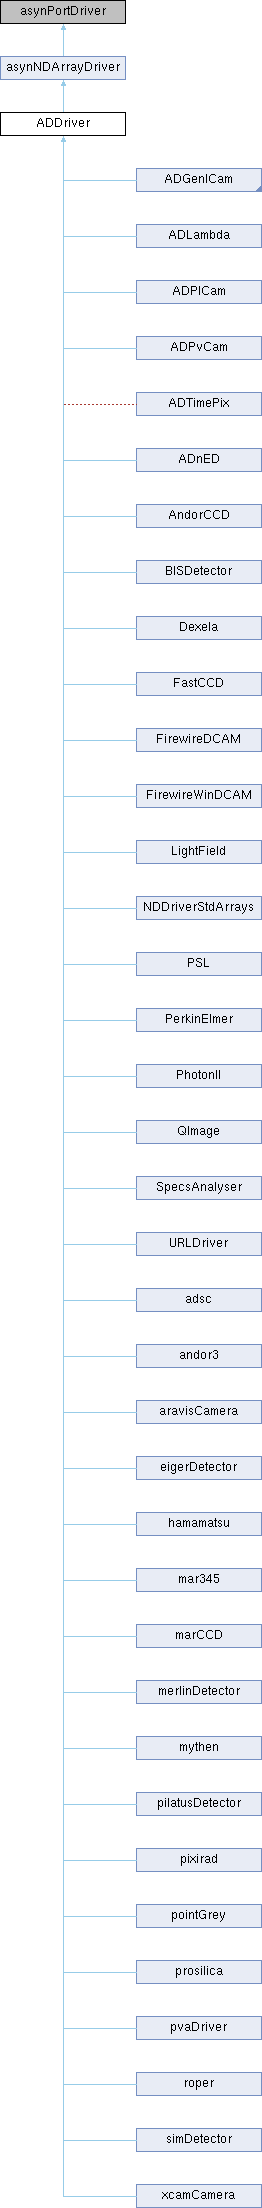 asynPortDriver
asynNDArrayDriver
ADDriver
ADGenICam
ADLambda
ADPICam
ADPvCam
ADTimePix
ADnED
AndorCCD
BISDetector
Dexela
FastCCD
FirewireDCAM
FirewireWinDCAM
LightField
NDDriverStdArrays
PSL
PerkinElmer
PhotonII
QImage
SpecsAnalyser
URLDriver
adsc
andor3
aravisCamera
eigerDetector
hamamatsu
mar345
marCCD
merlinDetector
mythen
pilatusDetector
pixirad
pointGrey
prosilica
pvaDriver
roper
simDetector
xcamCamera